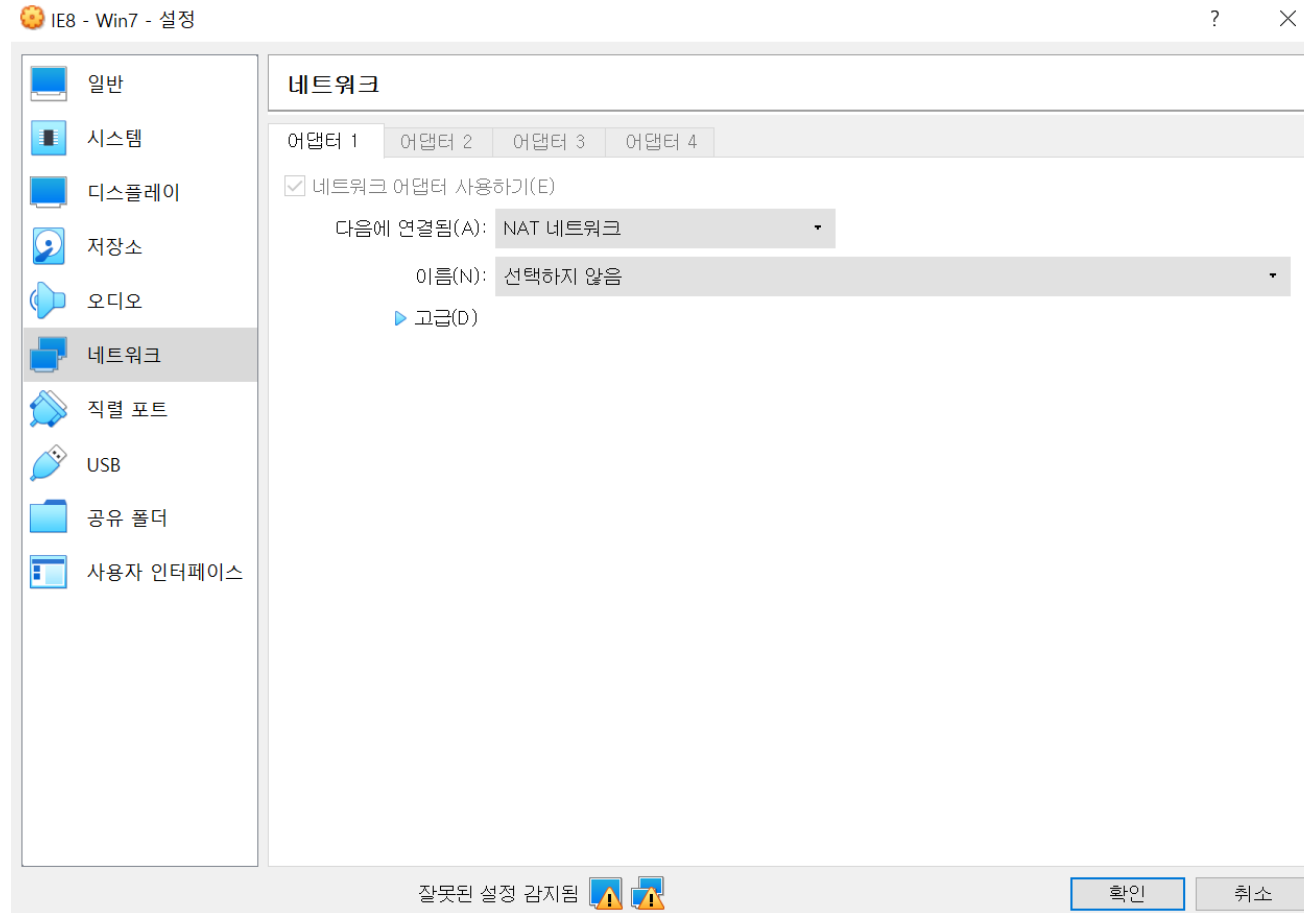 IE8 - Win7 - 설정
?
일반
시스템
디스플레이
저장소
오디오
네트워크
직렬 포트
USB
공유 폴더
사용자 인터페이스
네트워크
어댑터 1 어댑터 2 어댑터 3 어댑터 4
네트워크 어댑터 사용하기(E)
다음에 연결됨(A): NAT 네트워크
이름(N): 선택하지 않음
고급(D)
잘못된 설정 감지됨
확인 취소